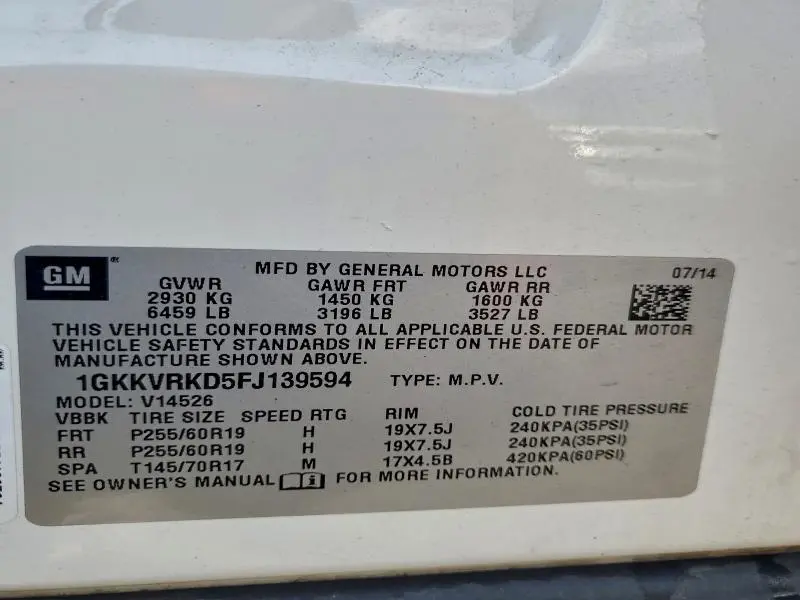 GM
MFD BY GENERAL MOTORS LLC 07/14
GVWR GAWR FRT GAWR RR
2930 KG 1450 KG 1600 KG
6459 LB 3196 LB 3527 LB
THIS VEHICLE CONFORMS TO ALL APPLICABLE U.S. FEDERAL MOTOR
VEHICLE SAFETY STANDARDS IN EFFECT ON THE DATE OF
MANUFACTURE SHOWN ABOVE.
1GKKVRKD5FJ139594 TYPE: M.P.V.
MODEL: V14526
VBBK TIRE SIZE SPEED RTG RIM COLD TIRE PRESSURE
FRT P255/60R19 H 19X7.5J 240KPA(35PSI)
RR P255/60R19 H 19X7.5J 240KPA(35PSI)
SPA T145/70R17 M 17X4.5B 420KPA(60PSI)
SEE OWNER'S MANUAL FOR MORE INFORMATION.